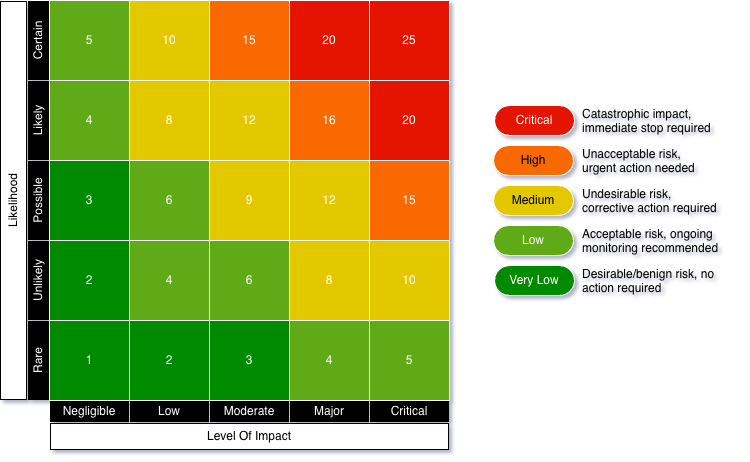 Certain
5
10
15
20
25
Likely
4
8
12
16
20
Possible
3
6
9
12
15
Unlikely
2
4
6
8
10
Rare
1
2
3
4
5
Likelihood
Negligible
Low
Moderate
Major
Critical
Level Of Impact
Critical
Catastrophic impact,
immediate stop required
High
Unacceptable risk,
urgent action needed
Medium
Undesirable risk,
corrective action required
Low
Acceptable risk, ongoing
monitoring recommended
Very Low
Desirable/benign risk, no
action required